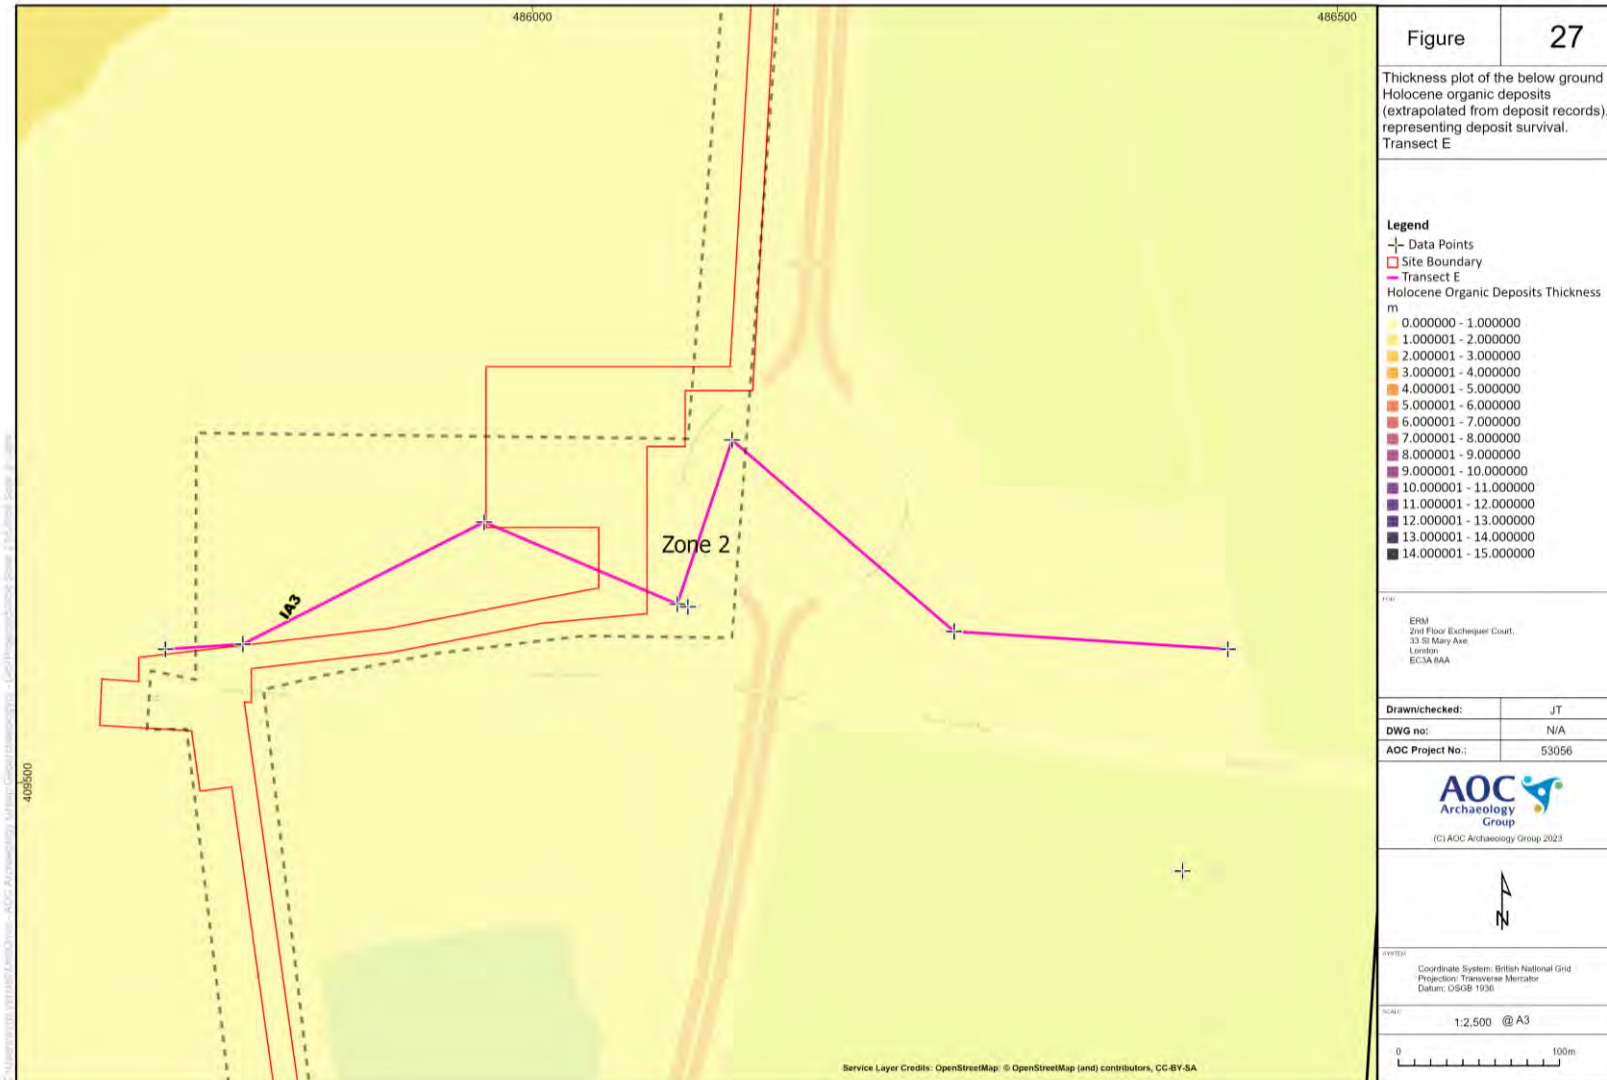 486000
486500
Figure
27
Thickness plot of the below ground
Holocene organic deposits
(extrapolated from deposit records),
representing deposit survival.
Transect E
Legend
Data Points
Site Boundary
Transect E
Holocene Organic Deposits Thickness
m
0.000000 - 1.000000
1.000001 - 2.000000
2.000001 - 3.000000
3.000001 - 4.000000
4.000001 - 5.000000
5.000001 - 6.000000
6.000001 - 7.000000
7.000001 - 8.000000
8.000001 - 9.000000
9.000001 - 10.000000
10.000001 - 11.000000
11.000001 - 12.000000
12.000001 - 13.000000
13.000001 - 14.000000
14.000001 - 15.000000
Zone 2
IA3
409500
ERM
2nd Floor Exchequer Court,
33 St Mary Axe,
London
EC3A 8AA
Drawn/checked: JT
DWG no: N/A
AOC Project No.: 53056
AOC
Archaeology
Group
(C) AOC Archaeology Group 2023
N
Coordinate System: British National Grid
Projection: Transverse Mercator
Datum: OSGB 1936
1:2,500 @ A3
0 100m
Service Layer Credits: OpenStreetMap: © OpenStreetMap (and) contributors, CC-BY-SA